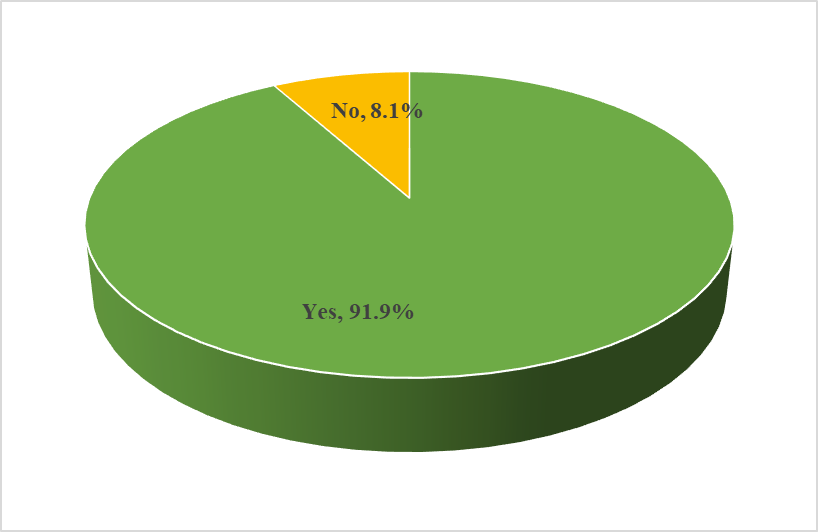 No, 8.1%
Yes, 91.9%